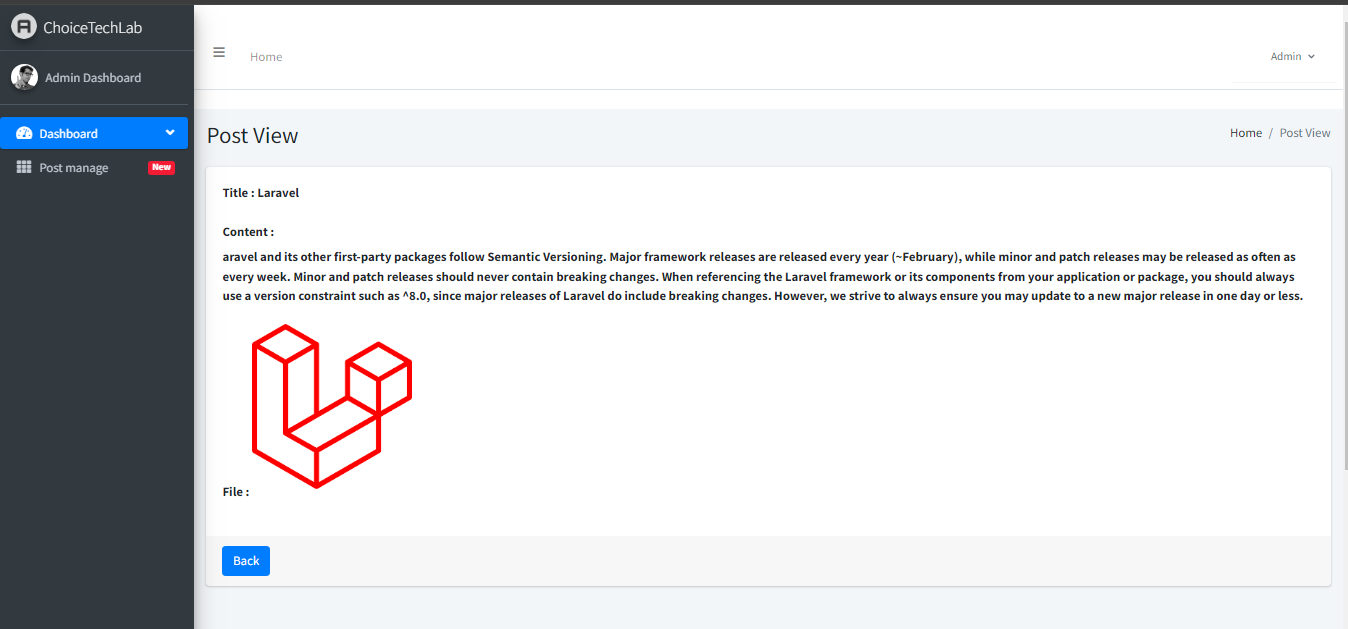 ChoiceTechLab
Admin Dashboard
Dashboard
Post manage New
Home
Admin
Post View
Home / Post View
Title : Laravel
Content :
aravel and its other first-party packages follow Semantic Versioning. Major framework releases are released every year (~February), while minor and patch releases may be released as often as
every week. Minor and patch releases should never contain breaking changes. When referencing the Laravel framework or its components from your application or package, you should always
use a version constraint such as ^8.0, since major releases of Laravel do include breaking changes. However, we strive to always ensure you may update to a new major release in one day or less.
File :
Back